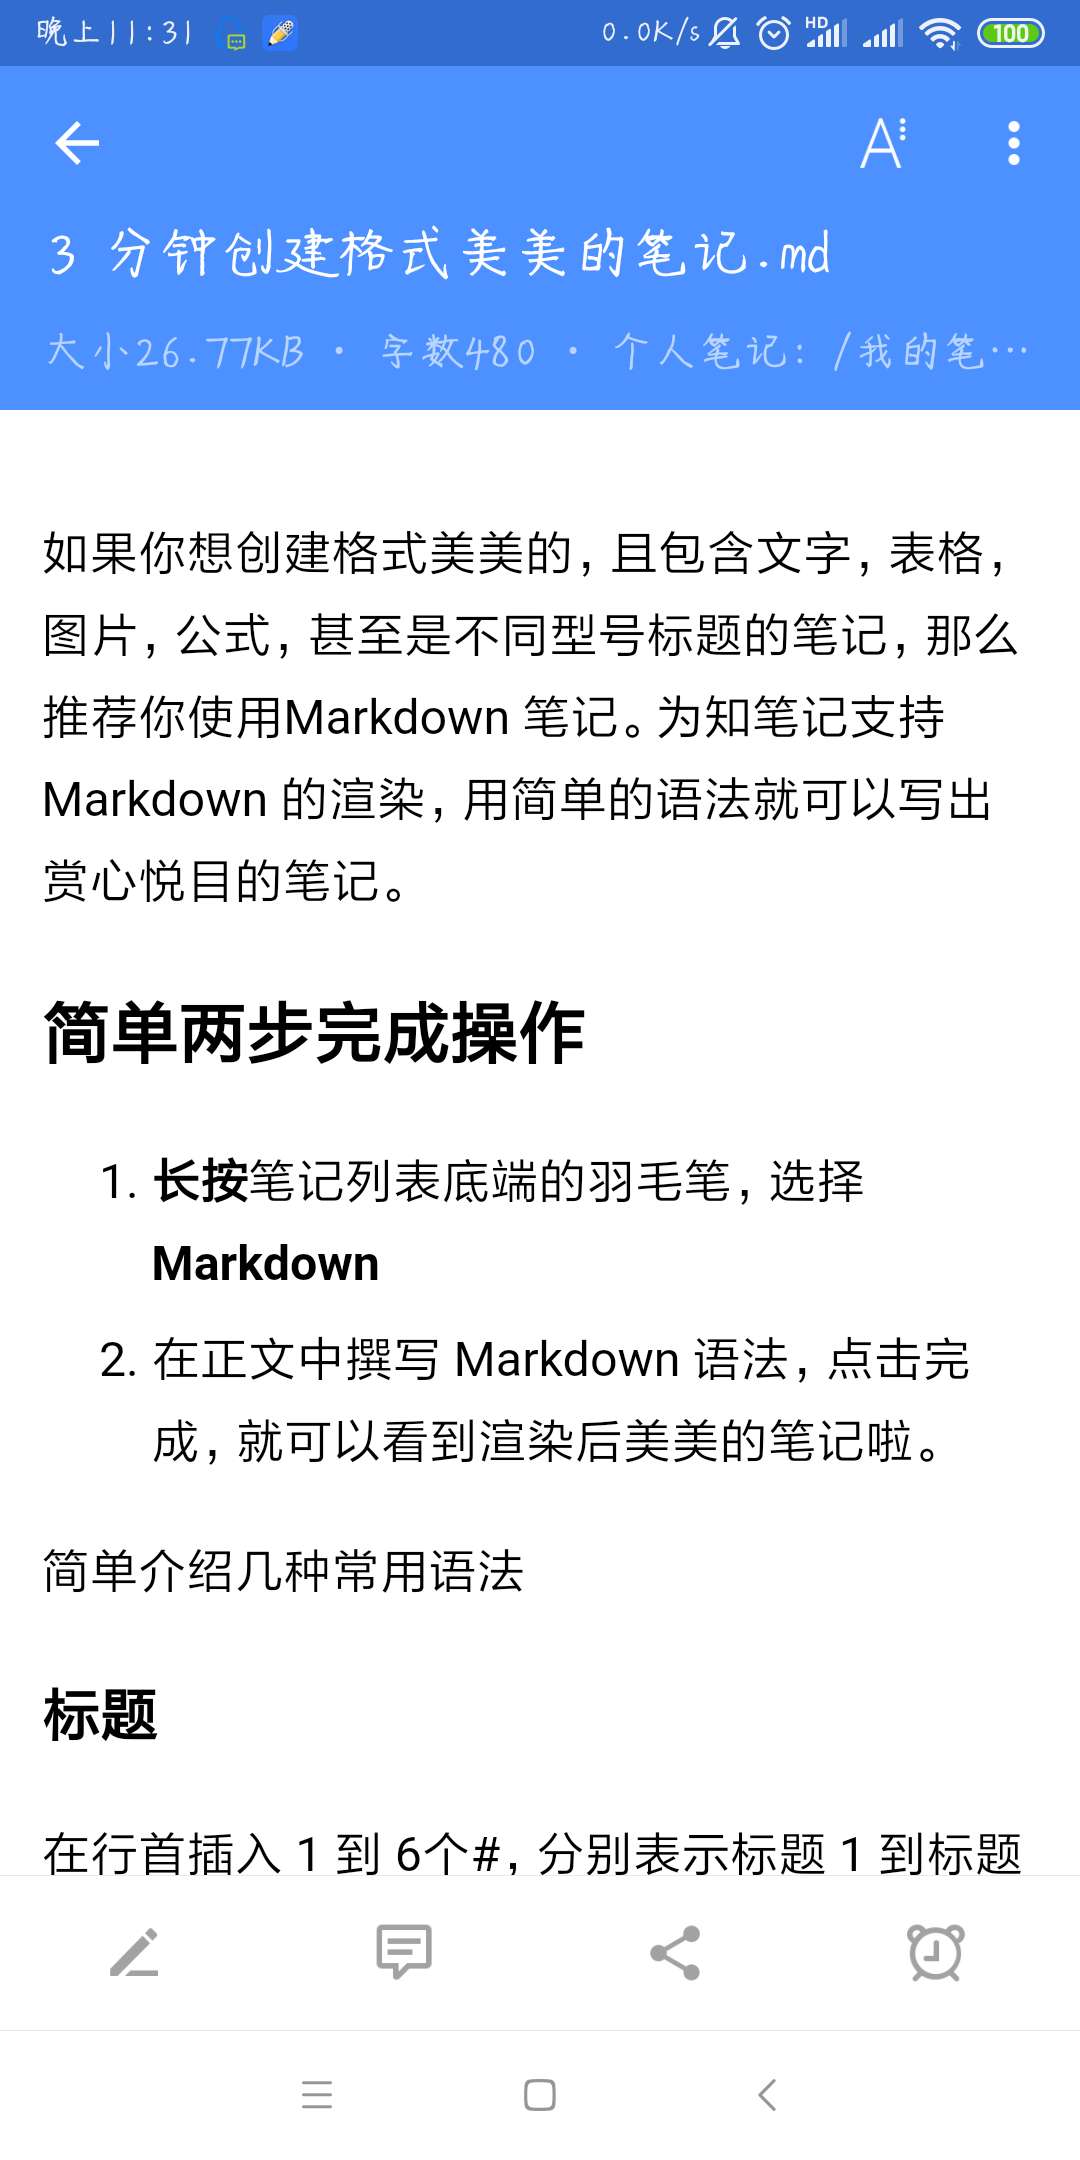 晚上11:31
0.0K/s
HD
100
3 分钟创建格式美美的笔记.md
大小26.77KB · 字数480 · 个人笔记: /我的笔…
如果你想创建格式美美的，且包含文字，表格，
图片，公式，甚至是不同型号标题的笔记，那么
推荐你使用Markdown 笔记。为知笔记支持
Markdown 的渲染，用简单的语法就可以写出
赏心悦目的笔记。
简单两步完成操作
1. 长按笔记列表底端的羽毛笔，选择
Markdown
2. 在正文中撰写 Markdown 语法，点击完
成，就可以看到渲染后美美的笔记啦。
简单介绍几种常用语法
标题
在行首插入 1 到 6个#，分别表示标题 1 到标题